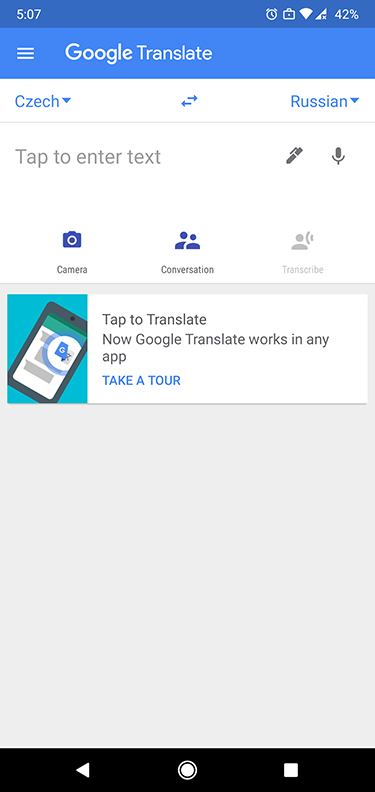 5:07 42%
Google Translate
Czech Russian
Tap to enter text
Camera Conversation Transcribe
Tap to Translate
Now Google Translate works in any
app
TAKE A TOUR
G